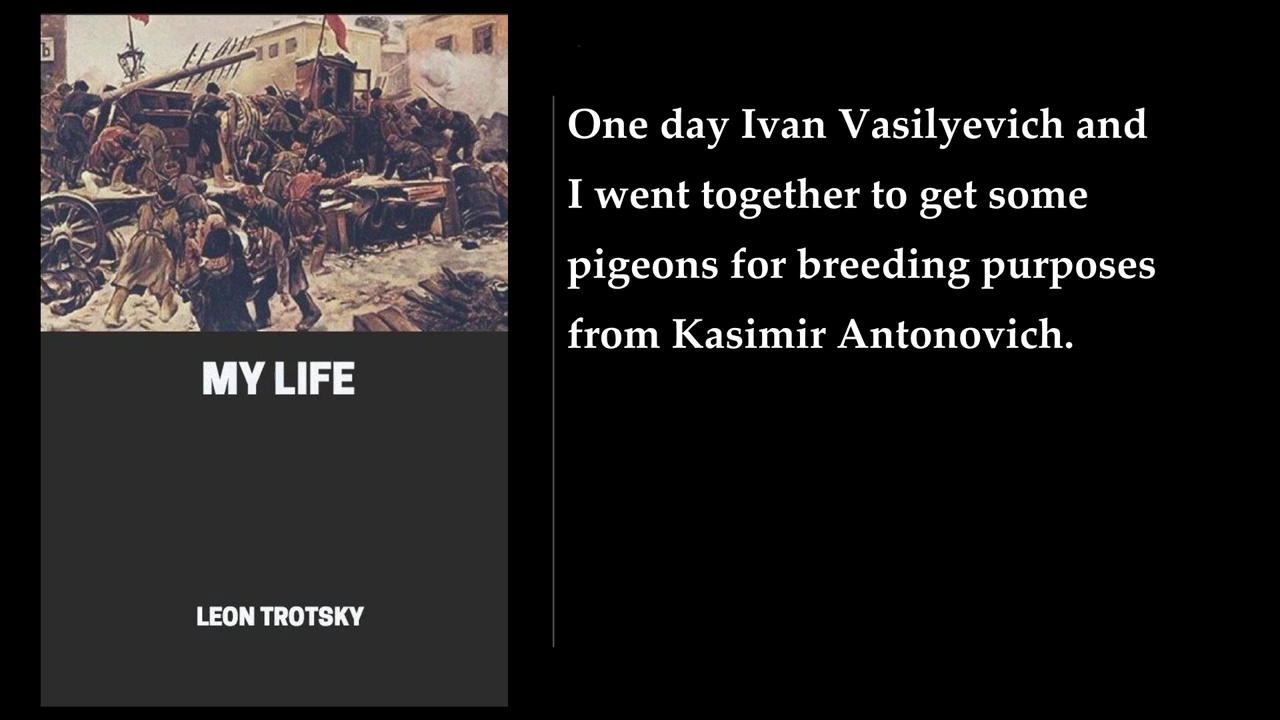 MY LIFE
LEON TROTSKY
One day Ivan Vasilyevich and
I went together to get some
pigeons for breeding purposes
from Kasimir Antonovich.